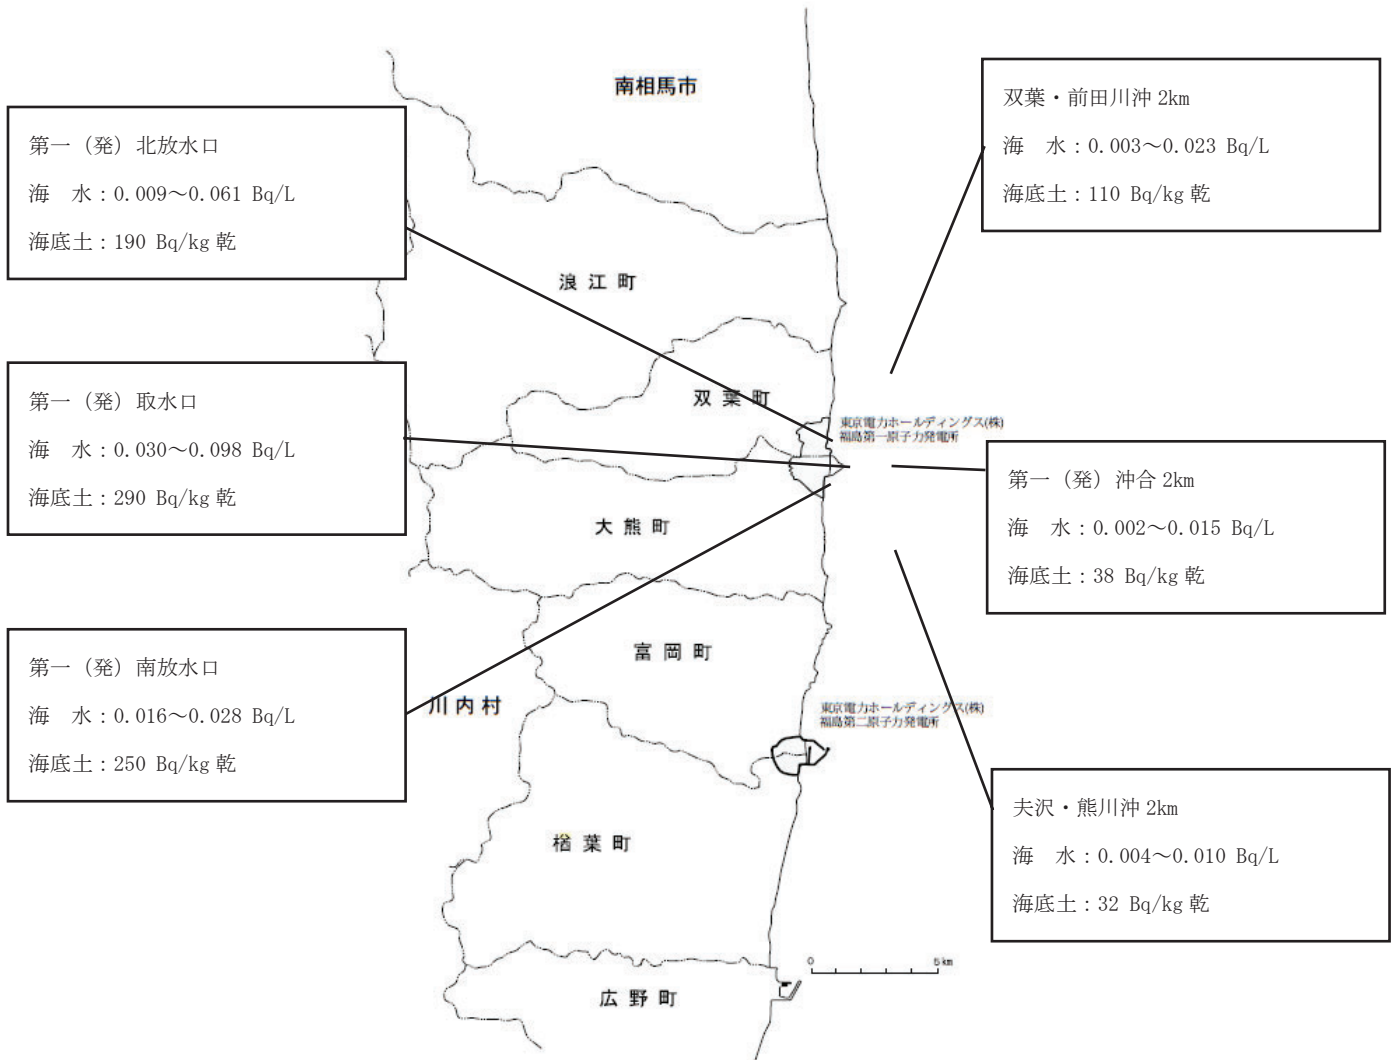 南相馬市
双葉・前田川沖 2km
海　水：0.003～0.023 Bq/L
海底土：110 Bq/kg 乾
第一（発）北放水口
海　水：0.009～0.061 Bq/L
海底土：190 Bq/kg 乾
浪江町
第一（発）取水口
海　水：0.030～0.098 Bq/L
海底土：290 Bq/kg 乾
双葉町
東京電力ホールディングス(株)
福島第一原子力発電所
第一（発）沖合 2km
海　水：0.002～0.015 Bq/L
海底土：38 Bq/kg 乾
大熊町
富岡町
第一（発）南放水口
海　水：0.016～0.028 Bq/L
海底土：250 Bq/kg 乾
川内村
東京電力ホールディングス(株)
福島第二原子力発電所
夫沢・熊川沖 2km
海　水：0.004～0.010 Bq/L
海底土：32 Bq/kg 乾
楢葉町
0 5km
広野町